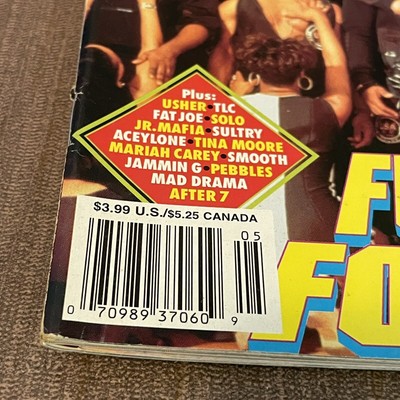 Plus:
USHER•TLC
FAT JOE•SOLO
JR.MAFIA•SULTRY
ACEYLONE•TINA MOORE
MARIAH CAREY•SMOOTH
JAMMIN G•PEBBLES
MAD DRAMA
AFTER 7
$3.99 U.S./$5.25 CANADA
05
0 70989 37060 9